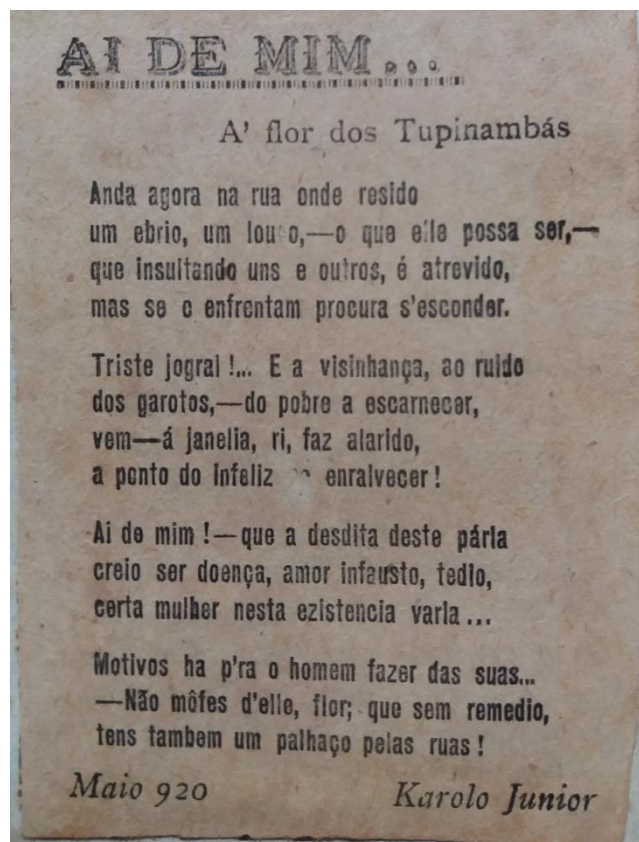 AI DE MIM...
A' flor dos Tupinambás
Anda agora na rua onde resido
um ebrio, um louco,—o que elle possa ser,—
que insultando uns e outros, é atrevido,
mas se o enfrentam procura s'esconder.
Triste jogral!... E a visinhança, ao ruido
dos garotos,—do pobre a escarnecer,
vem—á janella, ri, faz alarido,
a ponto do infeliz enraivecer!
Ai de mim!—que a desdita deste pária
creio ser doença, amor infausto, tedio,
certa mulher nesta ezistencia varia...
Motivos ha p'ra o homem fazer das suas...
—Não môfes d'elle, flor; que sem remedio,
tens tambem um palhaço pelas ruas!
Maio 920 Karolo Junior